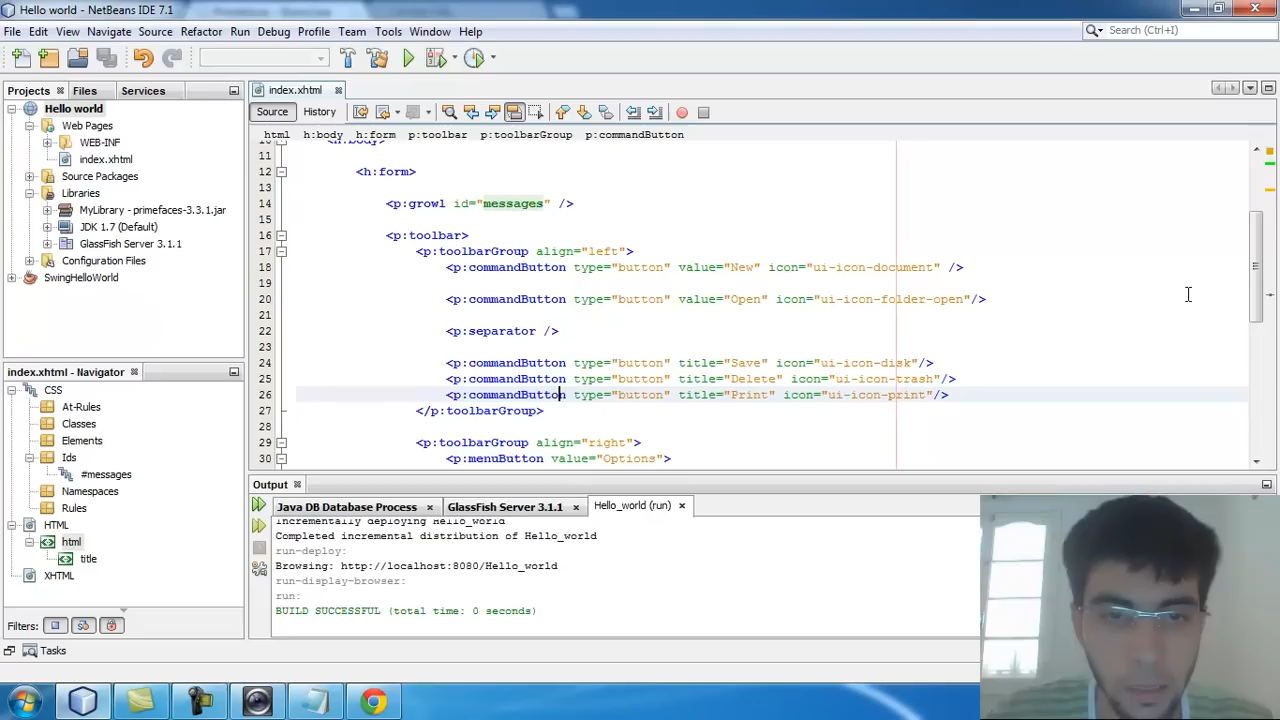 Hello world - NetBeans IDE 7.1
File Edit View Navigate Source Refactor Run Debug Profile Team Tools Window Help
Search (Ctrl+I)
Projects Files Services
Hello world
Web Pages
WEB-INF
index.xhtml
Source Packages
Libraries
MyLibrary - primefaces-3.3.1.jar
JDK 1.7 (Default)
GlassFish Server 3.1.1
Configuration Files
SwingHelloWorld
index.xhtml - Navigator
CSS
At-Rules
Classes
Elements
Ids
#messages
Namespaces
Rules
HTML
html
title
XHTML
Filters:
Tasks
index.xhtml
Source History
html h:body h:form p:toolbar p:toolbarGroup p:commandButton
10 <h:body>
11
12 <h:form>
13
14 <p:growl id="messages" />
15
16 <p:toolbar>
17 <p:toolbarGroup align="left">
18 <p:commandButton type="button" value="New" icon="ui-icon-document" />
19
20 <p:commandButton type="button" value="Open" icon="ui-icon-folder-open"/>
21
22 <p:separator />
23
24 <p:commandButton type="button" title="Save" icon="ui-icon-disk"/>
25 <p:commandButton type="button" title="Delete" icon="ui-icon-trash"/>
26 <p:commandButton type="button" title="Print" icon="ui-icon-print"/>
27 </p:toolbarGroup>
28
29 <p:toolbarGroup align="right">
30 <p:menuButton value="Options">
Output
Java DB Database Process GlassFish Server 3.1.1 Hello_world (run)
Incrementally deploying Hello_world
Completed incremental distribution of Hello_world
run-deploy:
Browsing: http://localhost:8080/Hello_world
run-display-browser:
run:
BUILD SUCCESSFUL (total time: 0 seconds)